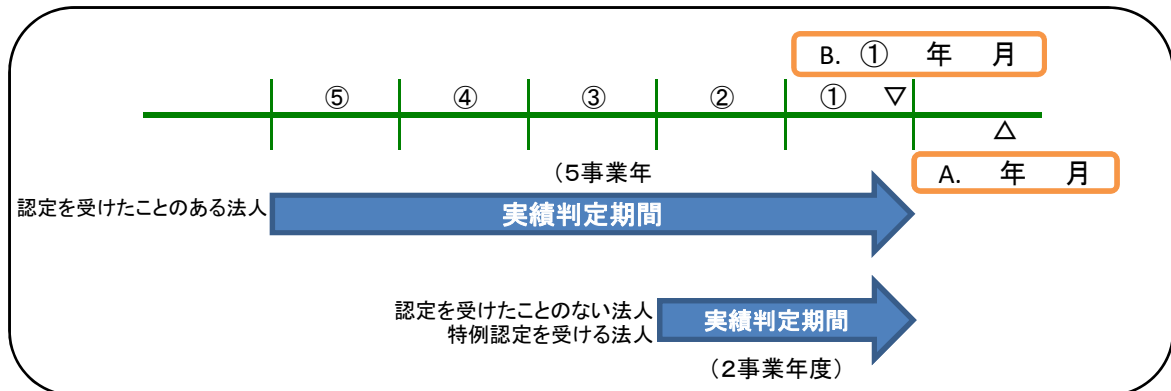 B. ① 年 月
⑤ ④ ③ ② ① ▽
△
(5事業年
A. 年 月
認定を受けたことのある法人
実績判定期間
認定を受けたことのない法人
特例認定を受ける法人
実績判定期間
(2事業年度)